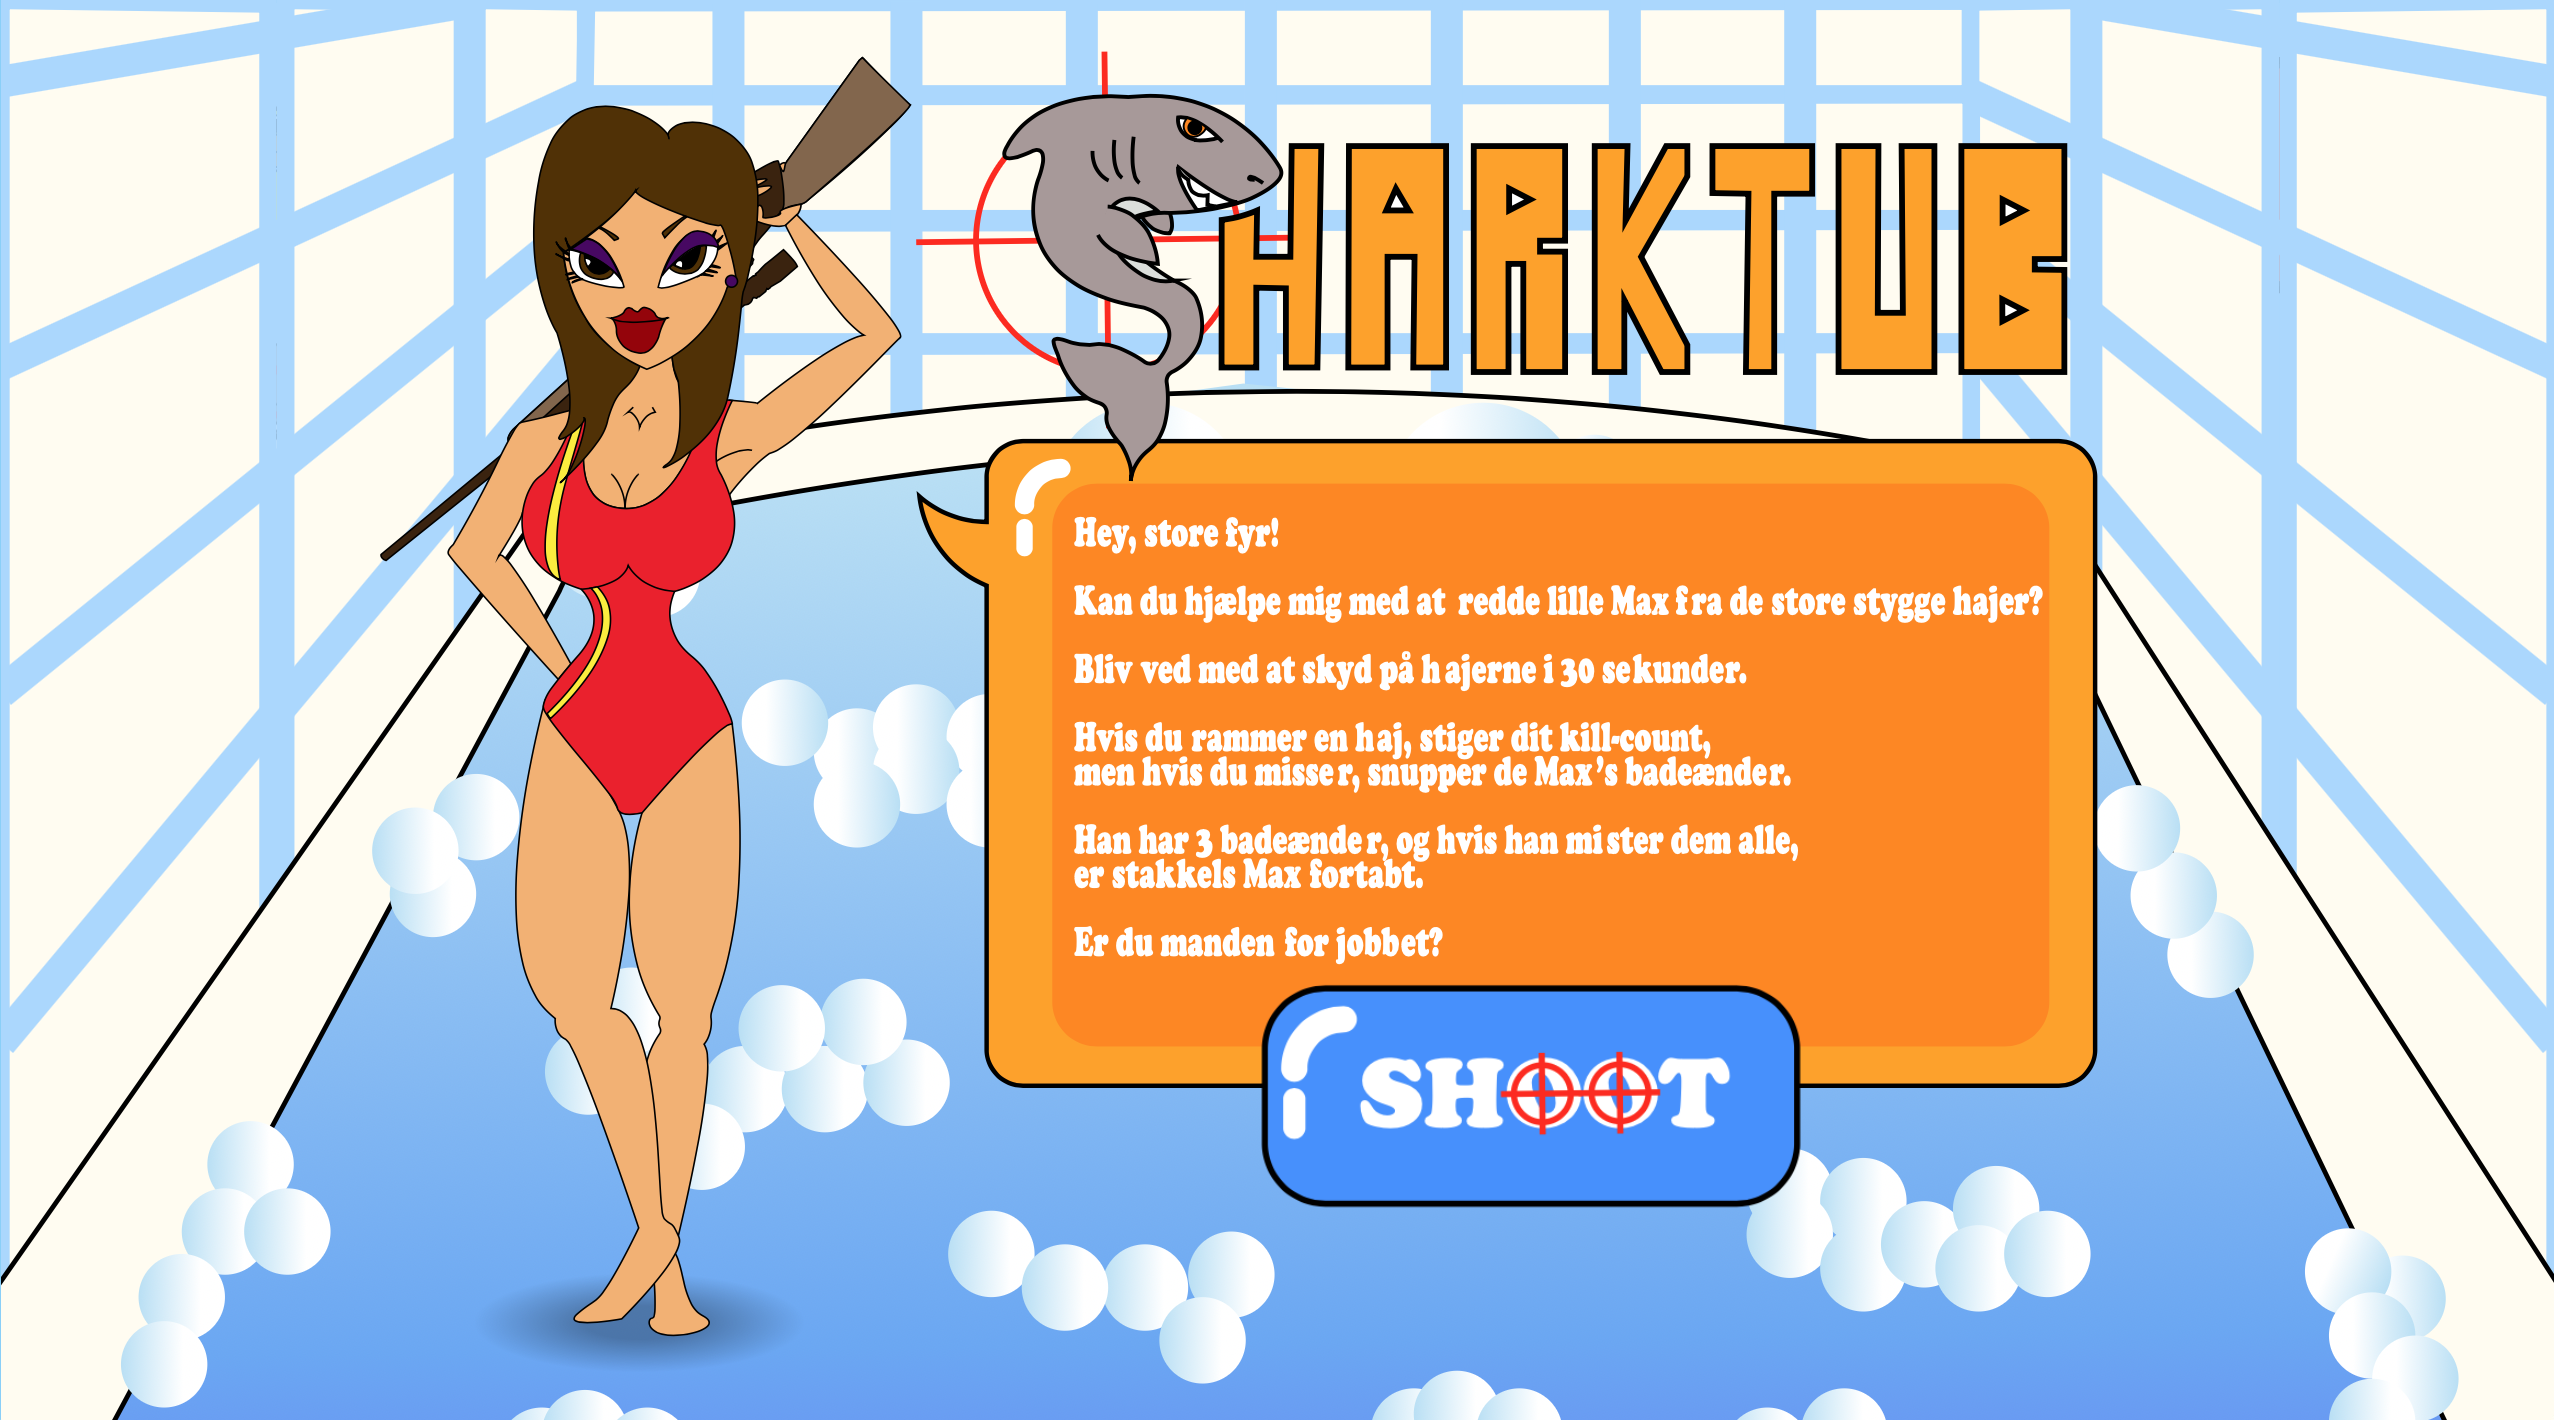 SHARKTUB
Hey, store fyr!
Kan du hjælpe mig med at redde lille Max fra de store stygge hajer?
Bliv ved med at skyd på hajerne i 30 sekunder.
Hvis du rammer en haj, stiger dit kill-count,
men hvis du misser, snupper de Max's badeænder.
Han har 3 badeænder, og hvis han mister dem alle,
er stakkels Max fortabt.
Er du manden for jobbet?
SHOOT